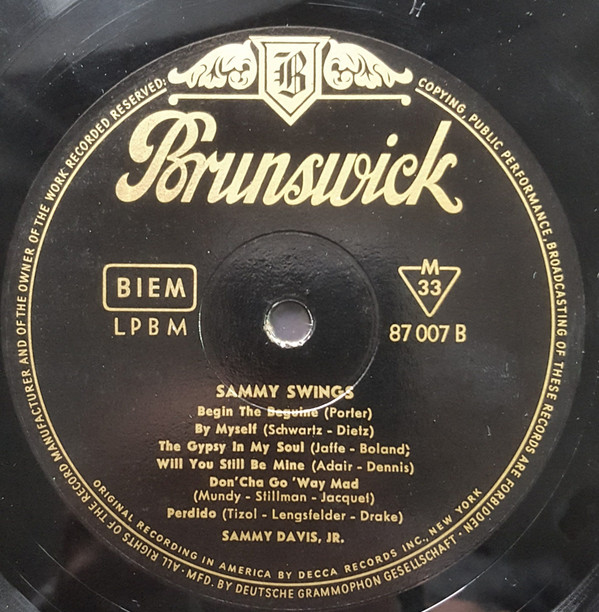 B
Brunswick
BIEM
LPBM
M
33
87 007 B
SAMMY SWINGS
Begin The Beguine (Porter)
By Myself (Schwartz - Dietz)
The Gypsy In My Soul (Jaffe - Boland)
Will You Still Be Mine (Adair - Dennis)
Don'Cha Go 'Way Mad
(Mundy - Stillman - Jacquet)
Perdido (Tizol - Lengsfelder - Drake)
SAMMY DAVIS, JR.
ORIGINAL RECORDING IN AMERICA BY DECCA RECORDS INC., NEW YORK
ALL RIGHTS OF THE RECORD MANUFACTURER AND OF THE OWNER OF THE WORK RECORDED RESERVED:
COPYING, PUBLIC PERFORMANCE, BROADCASTING OF THESE RECORDS ARE FORBIDDEN
· MFD. BY DEUTSCHE GRAMMOPHON GESELLSCHAFT ·